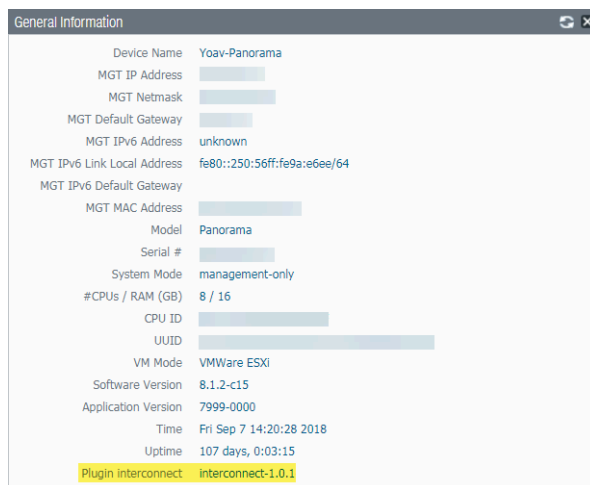 General Information
Device Name Yoav-Panorama
MGT IP Address
MGT Netmask
MGT Default Gateway
MGT IPv6 Address unknown
MGT IPv6 Link Local Address fe80::250:56ff:fe9a:e6ee/64
MGT IPv6 Default Gateway
MGT MAC Address
Model Panorama
Serial #
System Mode management-only
#CPUs / RAM (GB) 8 / 16
CPU ID
UUID
VM Mode VMWare ESXi
Software Version 8.1.2-c15
Application Version 7999-0000
Time Fri Sep 7 14:20:28 2018
Uptime 107 days, 0:03:15
Plugin interconnect interconnect-1.0.1